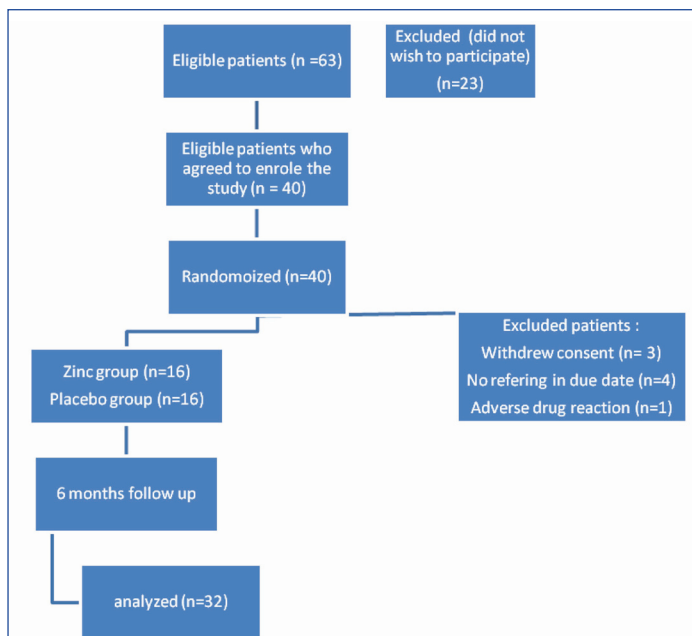 Eligible patients (n =63)
Excluded (did not
wish to participate)
(n=23)
Eligible patients who
agreed to enrole the
study (n = 40)
Randomoized (n=40)
Excluded patients :
Withdrew consent (n= 3)
No refering in due date (n=4)
Adverse drug reaction (n=1)
Zinc group (n=16)
Placebo group (n=16)
6 months follow up
analyzed (n=32)